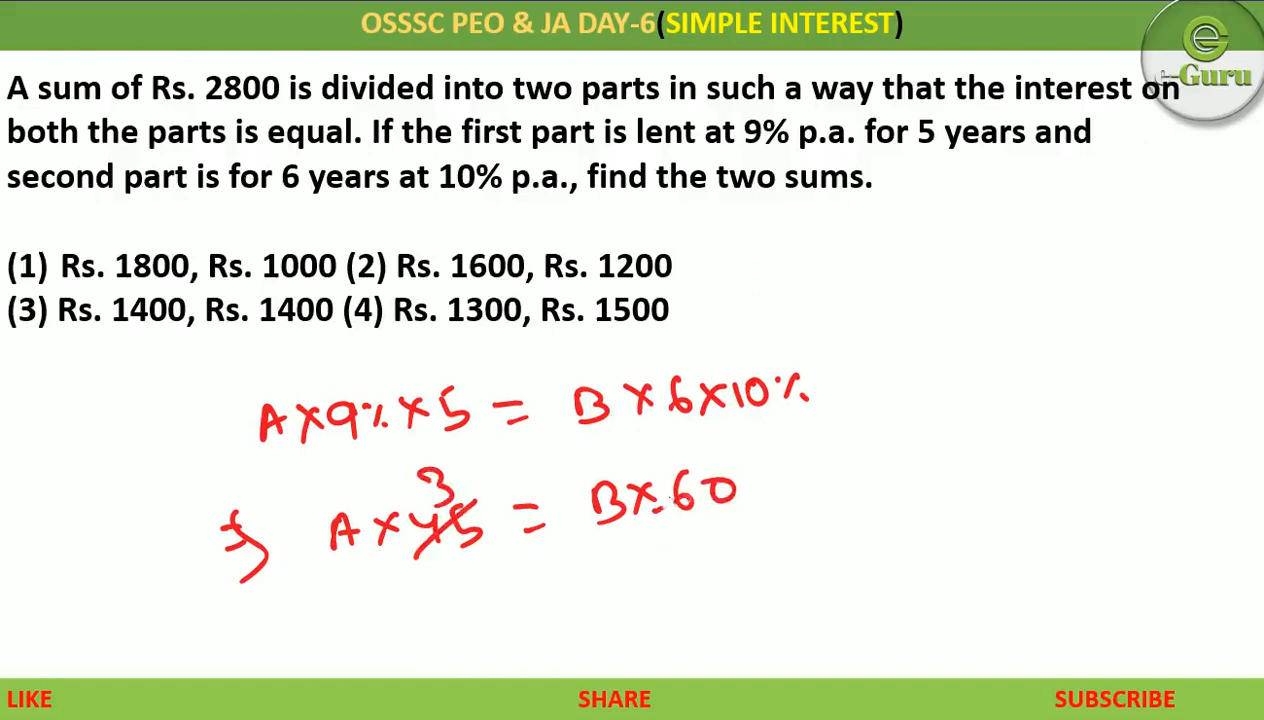 OSSSC PEO & JA DAY-6(SIMPLE INTEREST)
e-Guru
A sum of Rs. 2800 is divided into two parts in such a way that the interest on
both the parts is equal. If the first part is lent at 9% p.a. for 5 years and
second part is for 6 years at 10% p.a., find the two sums.
(1) Rs. 1800, Rs. 1000 (2) Rs. 1600, Rs. 1200
(3) Rs. 1400, Rs. 1400 (4) Rs. 1300, Rs. 1500
A×9%×5 = B×6×10%
3
⇒ A×45 = B×60
LIKE SHARE SUBSCRIBE